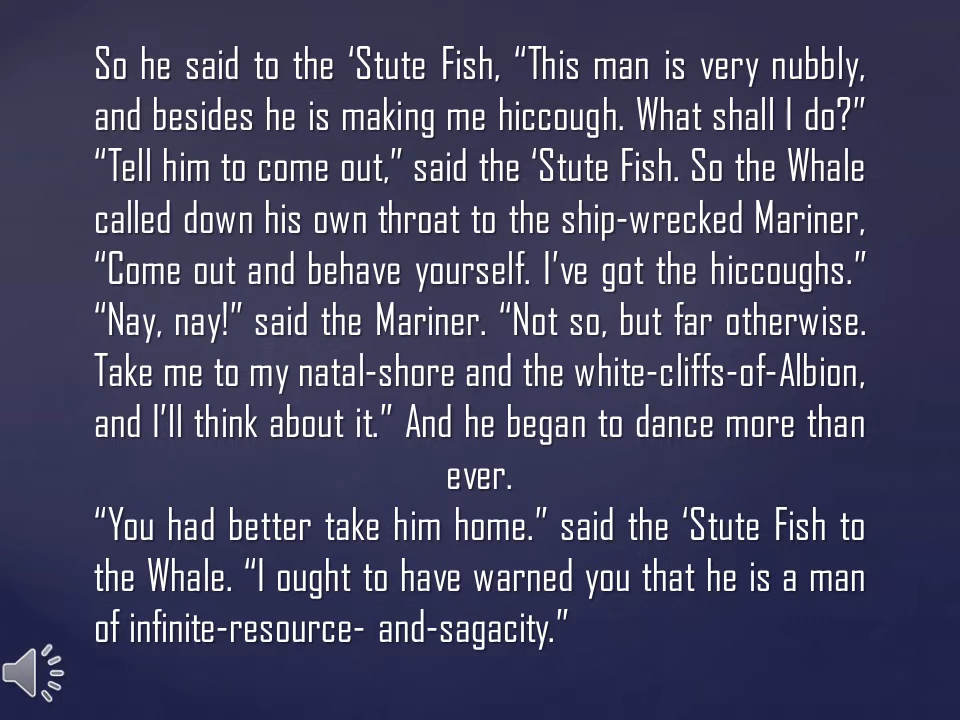 So he said to the ‘Stute Fish, “This man is very nubbly,
and besides he is making me hiccough. What shall I do?”
“Tell him to come out,” said the ‘Stute Fish. So the Whale
called down his own throat to the ship-wrecked Mariner,
“Come out and behave yourself. I’ve got the hiccoughs.”
“Nay, nay!” said the Mariner. “Not so, but far otherwise.
Take me to my natal-shore and the white-cliffs-of-Albion,
and I’ll think about it.” And he began to dance more than
ever.
“You had better take him home.” said the ‘Stute Fish to
the Whale. “I ought to have warned you that he is a man
of infinite-resource- and-sagacity.”